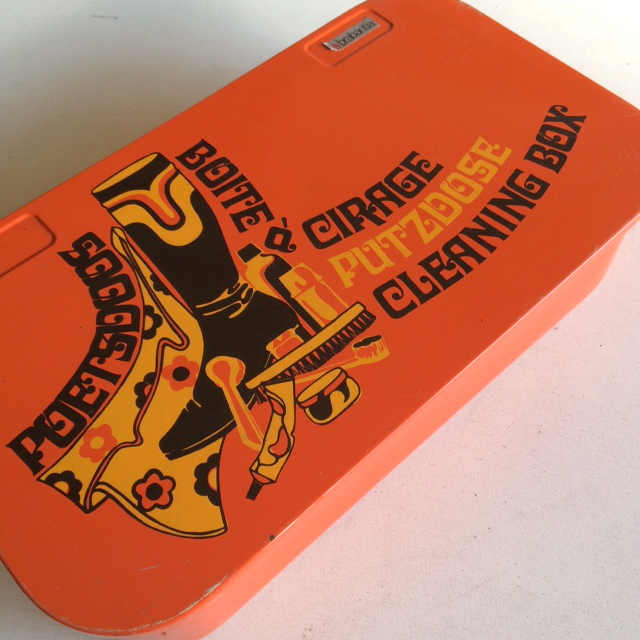 brabantia
POETSDOOS
BOITE d' CIRAGE
PUTZDOSE
CLEANING BOX